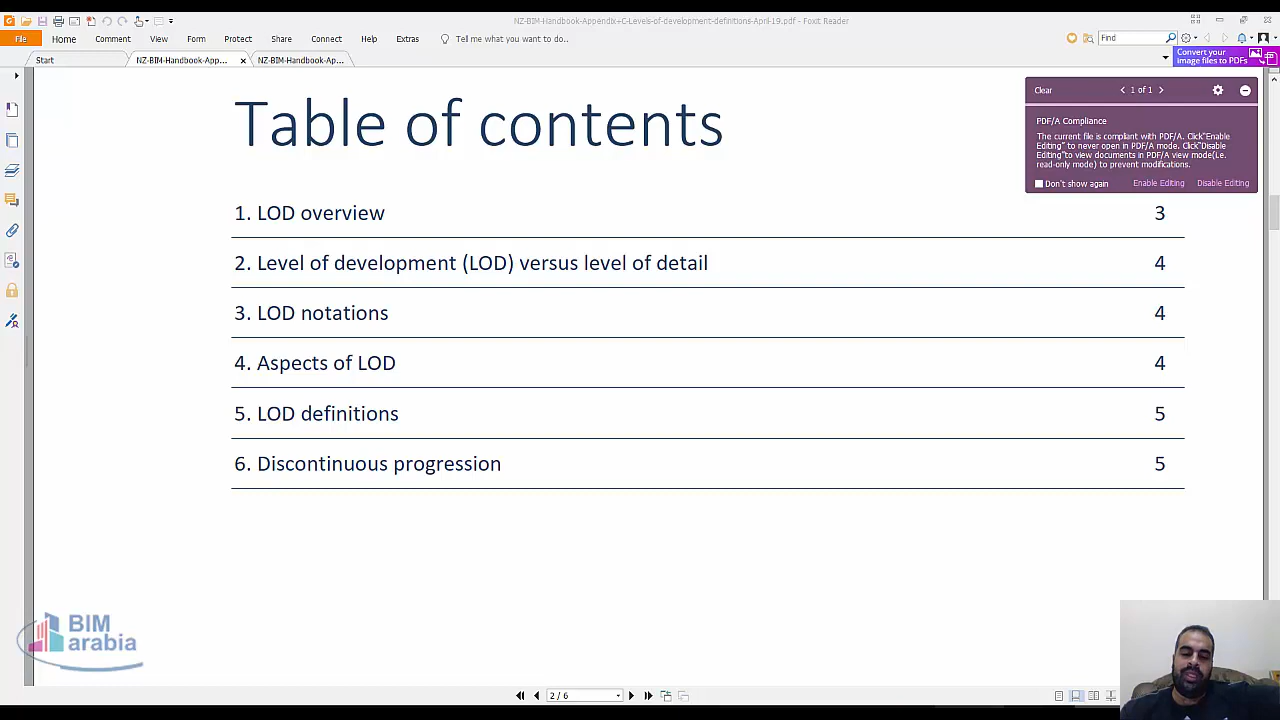 NZ-BIM-Handbook-Appendix+C-Levels-of-development-definitions-April-19.pdf - Foxit Reader
File Home Comment View Form Protect Share Connect Help Extras Tell me what you want to do.. Find
Start NZ-BIM-Handbook-App... NZ-BIM-Handbook-Ap...
Convert your
image files to PDFs
Clear 1 of 1
PDF/A Compliance
The current file is compliant with PDF/A. Click"Enable
Editing" to never open in PDF/A mode. Click"Disable
Editing"to view documents in PDF/A view mode(i.e.
read-only mode) to prevent modifications.
Don't show again Enable Editing Disable Editing
Table of contents
1. LOD overview 3
2. Level of development (LOD) versus level of detail 4
3. LOD notations 4
4. Aspects of LOD 4
5. LOD definitions 5
6. Discontinuous progression 5
BIM
arabia
2 / 6